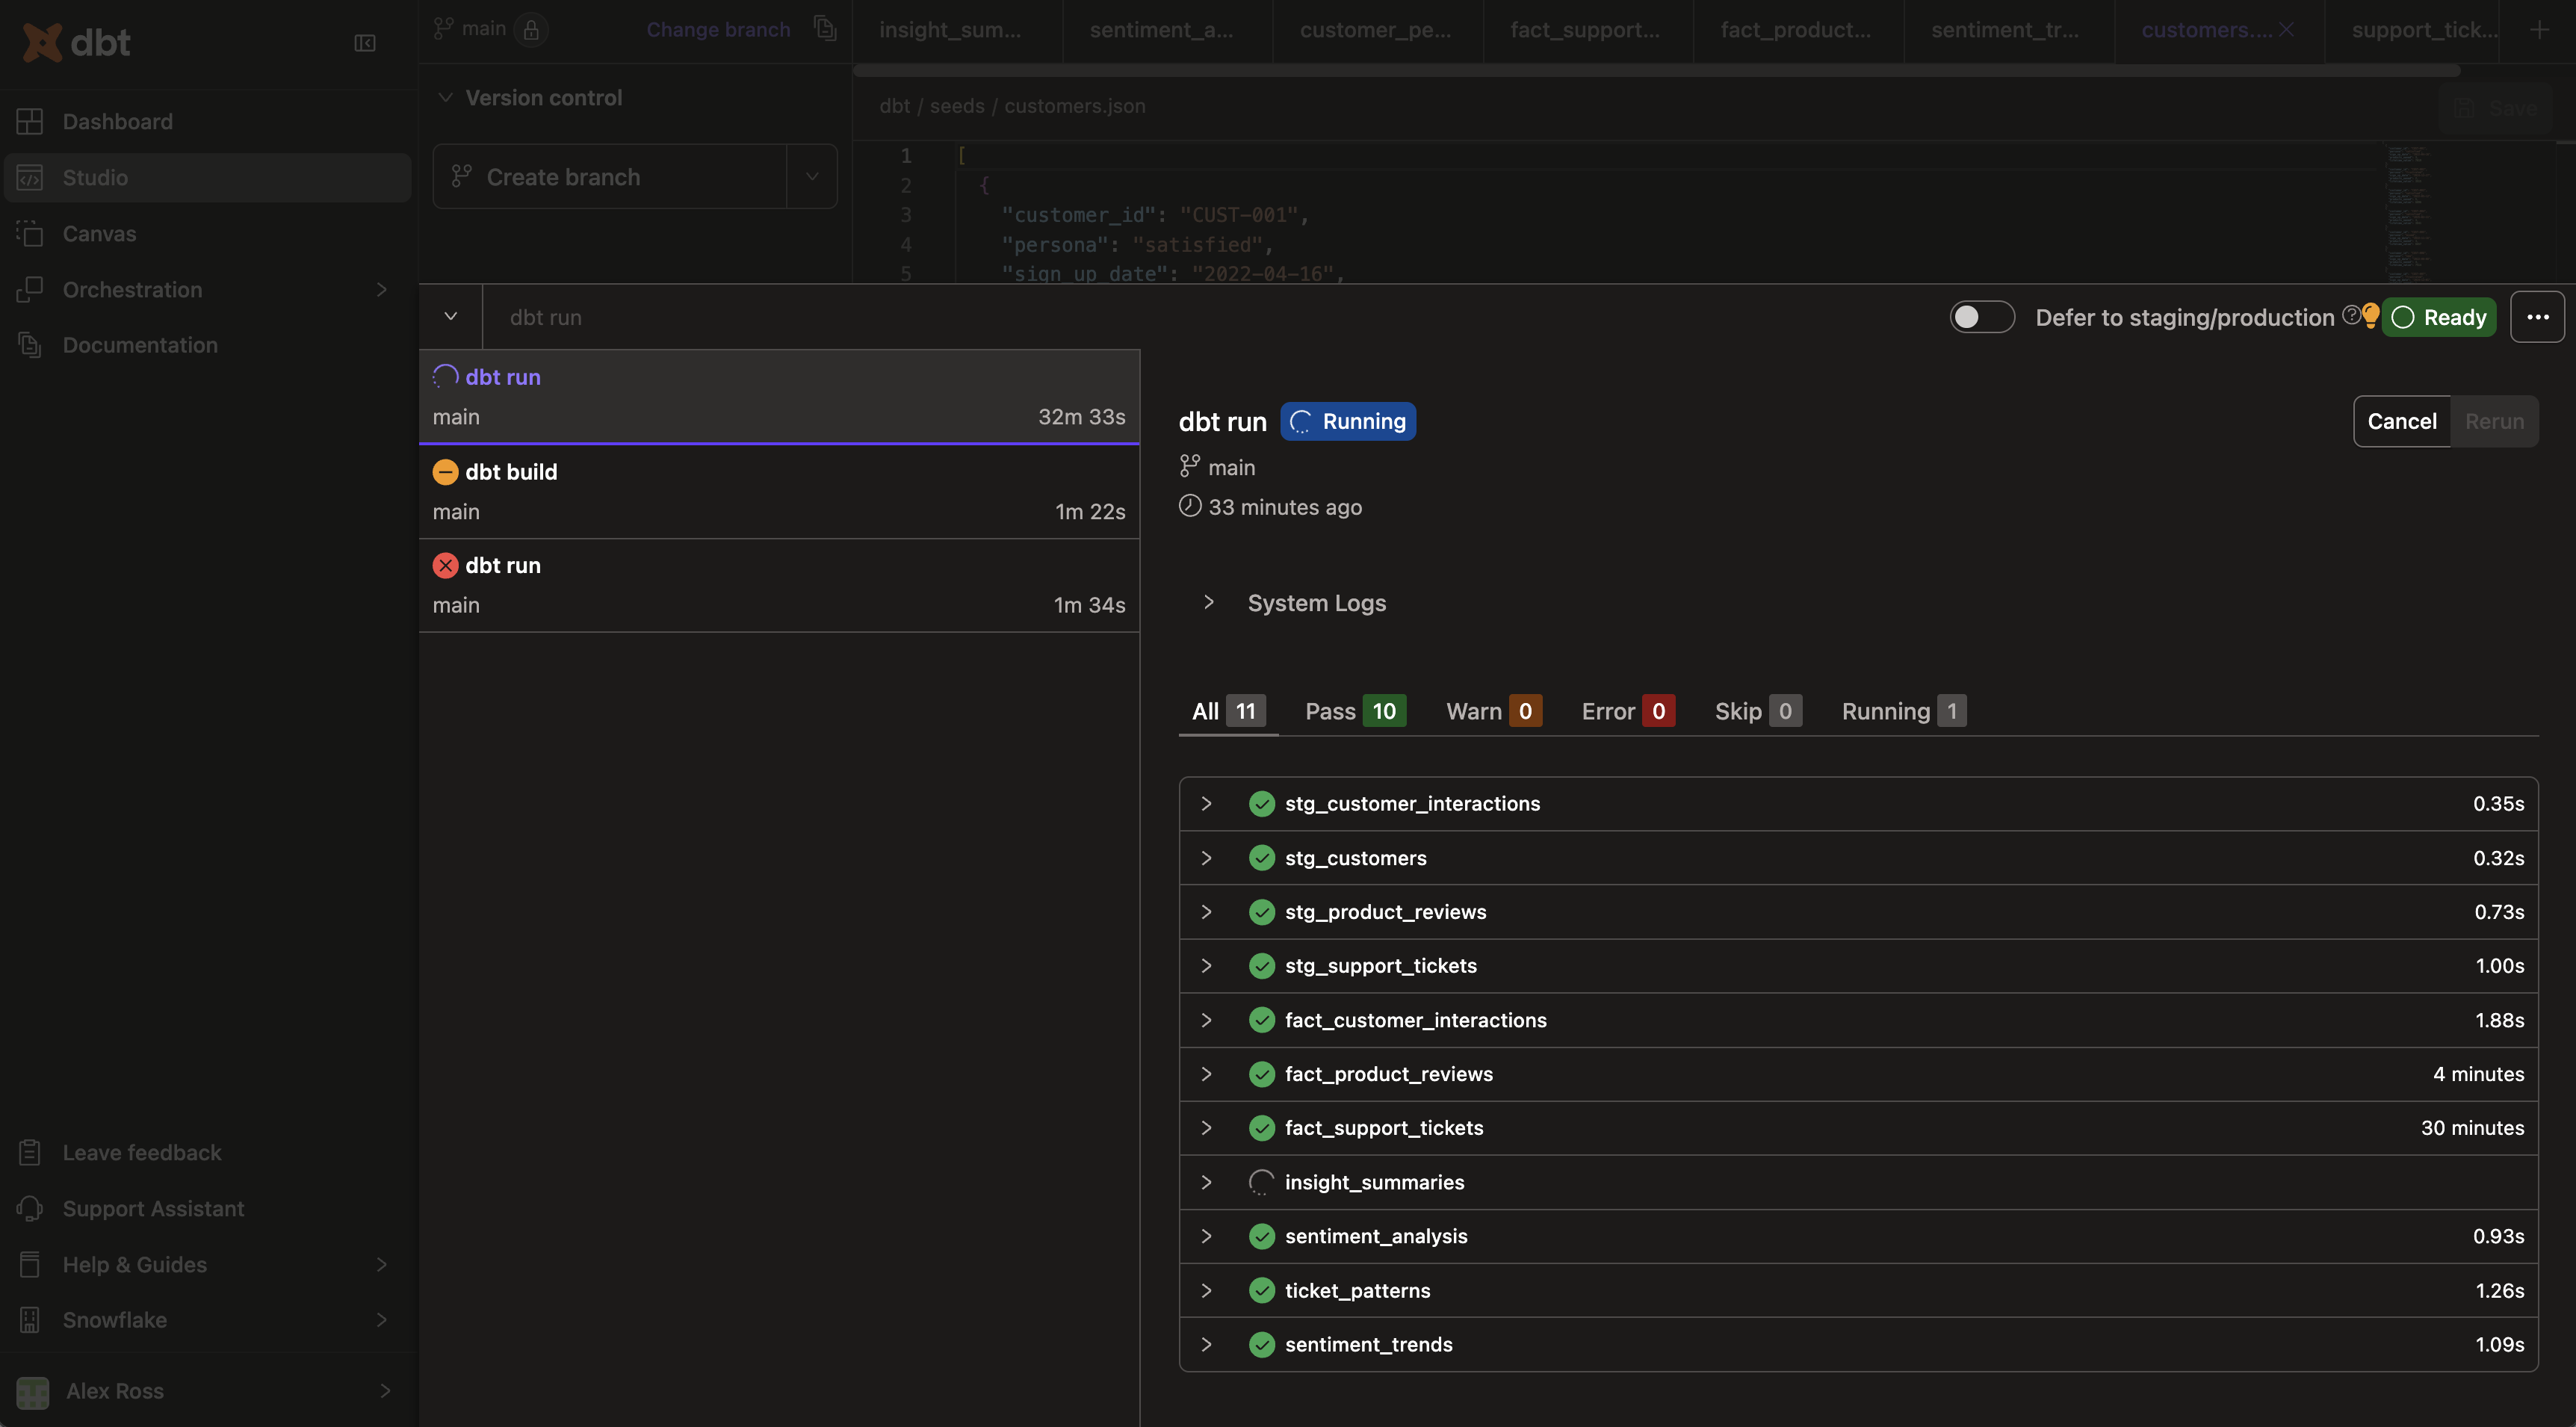 dbt
Dashboard
Studio
Canvas
Orchestration
Documentation
Leave feedback
Support Assistant
Help & Guides
Snowflake
Alex Ross
main
Change branch
Version control
Create branch
insight_sum...
sentiment_a...
customer_pe...
fact_support...
fact_product...
sentiment_tr...
customers....
support_tick...
dbt / seeds / customers.json
Save
1 [
2 {
3 "customer_id": "CUST-001",
4 "persona": "satisfied",
5 "sign_up_date": "2022-04-16",
dbt run
Defer to staging/production
Ready
dbt run
main 32m 33s
dbt build
main 1m 22s
dbt run
main 1m 34s
dbt run Running
Cancel Rerun
main
33 minutes ago
System Logs
All 11 Pass 10 Warn 0 Error 0 Skip 0 Running 1
stg_customer_interactions 0.35s
stg_customers 0.32s
stg_product_reviews 0.73s
stg_support_tickets 1.00s
fact_customer_interactions 1.88s
fact_product_reviews 4 minutes
fact_support_tickets 30 minutes
insight_summaries
sentiment_analysis 0.93s
ticket_patterns 1.26s
sentiment_trends 1.09s